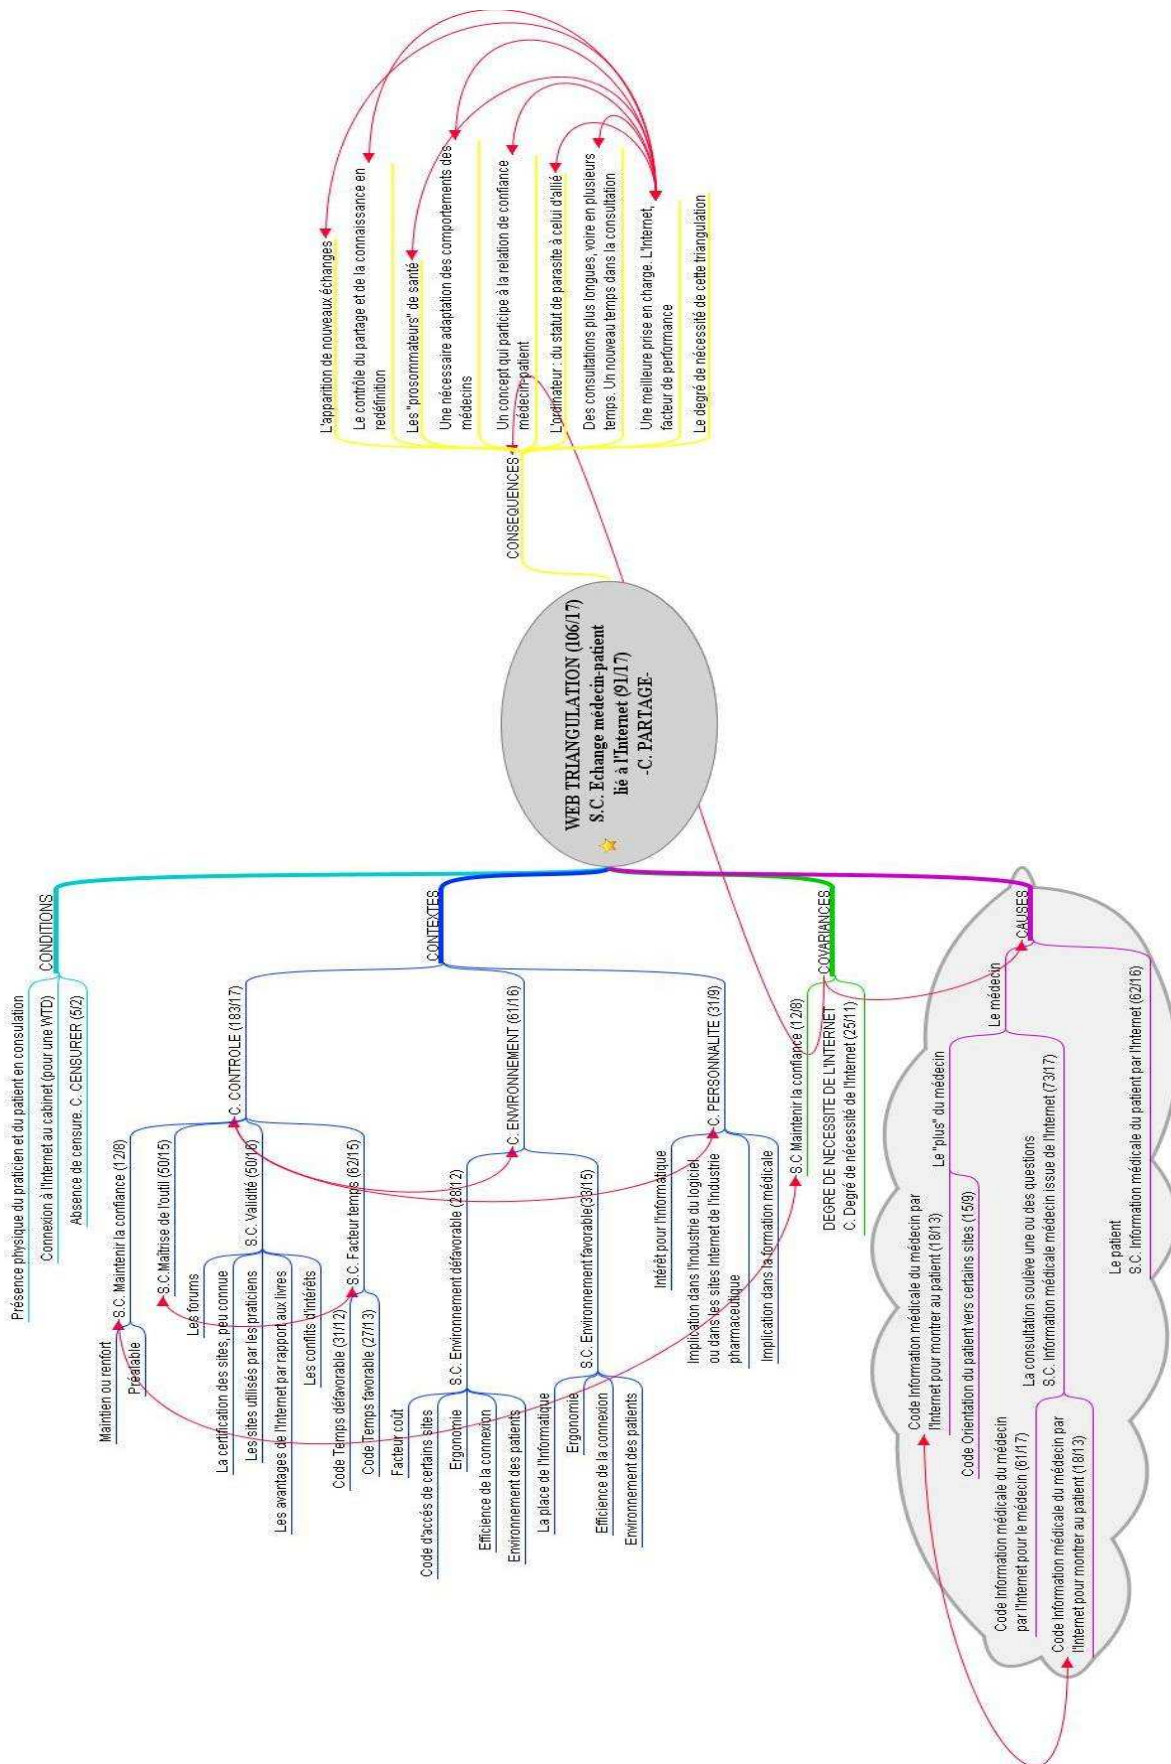 WEB TRIANGULATION (106/17)
S.C. Echange médecin-patient
lié à l'Internet (91/17)
-C. PARTAGE-
CONDITIONS
Présence physique du praticien et du patient en consulation
Connexion à l'Internet au cabinet (pour une WTD)
Absence de censure. C. CENSURER (5/2)
CONTEXTES
C. CONTROLE (183/17)
S.C. Maintenir la confiance (12/8)
Maintien ou renfort
Préalable
S.C.Maîtrise de l'outil (50/15)
S.C. Validité (50/16)
Les forums
La certification des sites, peu connue
Les sites utilisés par les praticiens
Les avantages de l'Internet par rapport aux livres
Les conflits d'intérêts
S.C. Facteur temps (62/15)
Code Temps défavorable (31/12)
Code Temps favorable (27/13)
C. ENVIRONNEMENT (61/16)
S.C. Environnement défavorable (28/12)
Facteur coût
Code d'accès de certains sites
Ergonomie
Efficience de la connexion
Environnement des patients
S.C. Environnement favorable(33/15)
La place de l'informatique
Ergonomie
Efficience de la connexion
Environnement des patients
C. PERSONNALITE (31/9)
Intérêt pour l'informatique
Implication dans l'industrie du logiciel
ou dans les sites Internet de l'industrie
pharmaceutique
Implication dans la formation médicale
COVARIANCES
S.C Maintenir la confiance (12/8)
DEGRE DE NECESSITE DE L'INTERNET
C. Degré de nécessité de l'Internet (25/11)
CAUSES
Le médecin
Le "plus" du médecin
Code Information médicale du médecin par
l'Internet pour montrer au patient (18/13)
Code Orientation du patient vers certains sites (15/9)
La consultation soulève une ou des questions
S.C. Information médicale médecin issue de l'Internet (73/17)
Code Information médicale du médecin
par l'Internet pour le médecin (61/17)
Code Information médicale du médecin par
l'Internet pour montrer au patient (18/13)
Le patient
S.C. Information médicale du patient par l'Internet (62/16)
CONSEQUENCES
L'apparition de nouveaux échanges
Le contrôle du partage et de la connaissance en
redéfinition
Les "prosommateurs" de santé
Une nécessaire adaptation des comportements des
médecins
Un concept qui participe à la relation de confiance
médecin-patient
L'ordinateur : du statut de parasite à celui d'allié
Des consultations plus longues, voire en plusieurs
temps. Un nouveau temps dans la consultation
Une meilleure prise en charge. L'Internet,
facteur de performance
Le degré de nécessité de cette triangulation